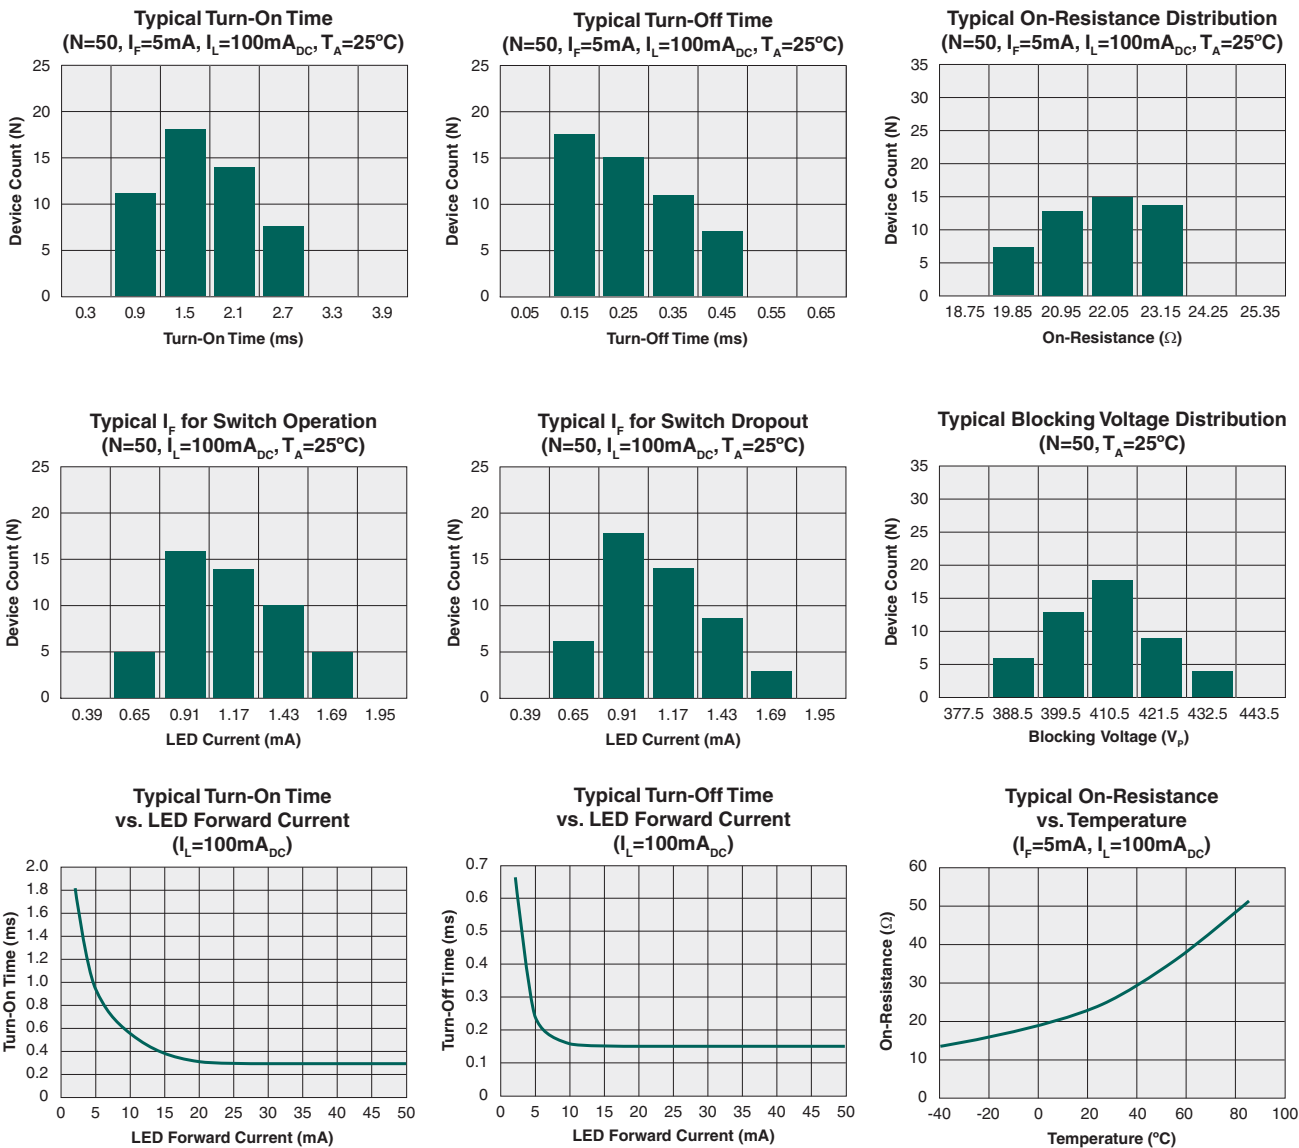 Typical Turn-On Time
(N=50, IF=5mA, IL=100mADC, TA=25ºC)
25
20
15
10
5
0
Device Count (N)
0.3 0.9 1.5 2.1 2.7 3.3 3.9
Turn-On Time (ms)
Typical Turn-Off Time
(N=50, IF=5mA, IL=100mADC, TA=25ºC)
25
20
15
10
5
0
Device Count (N)
0.05 0.15 0.25 0.35 0.45 0.55 0.65
Turn-Off Time (ms)
Typical On-Resistance Distribution
(N=50, IF=5mA, IL=100mADC, TA=25ºC)
35
30
25
20
15
10
5
0
Device Count (N)
18.75 19.85 20.95 22.05 23.15 24.25 25.35
On-Resistance (Ω)
Typical IF for Switch Operation
(N=50, IL=100mADC, TA=25ºC)
25
20
15
10
5
0
Device Count (N)
0.39 0.65 0.91 1.17 1.43 1.69 1.95
LED Current (mA)
Typical IF for Switch Dropout
(N=50, IL=100mADC, TA=25ºC)
25
20
15
10
5
0
Device Count (N)
0.39 0.65 0.91 1.17 1.43 1.69 1.95
LED Current (mA)
Typical Blocking Voltage Distribution
(N=50, TA=25ºC)
35
30
25
20
15
10
5
0
Device Count (N)
377.5 388.5 399.5 410.5 421.5 432.5 443.5
Blocking Voltage (VP)
Typical Turn-On Time
vs. LED Forward Current
(IL=100mADC)
2.0
1.8
1.6
1.4
1.2
1.0
0.8
0.6
0.4
0.2
0
Turn-On Time (ms)
0 5 10 15 20 25 30 35 40 45 50
LED Forward Current (mA)
Typical Turn-Off Time
vs. LED Forward Current
(IL=100mADC)
0.7
0.6
0.5
0.4
0.3
0.2
0.1
0
Turn-Off Time (ms)
0 5 10 15 20 25 30 35 40 45 50
LED Forward Current (mA)
Typical On-Resistance
vs. Temperature
(IF=5mA, IL=100mADC)
60
50
40
30
20
10
0
On-Resistance (Ω)
-40 -20 0 20 40 60 80 100
Temperature (ºC)